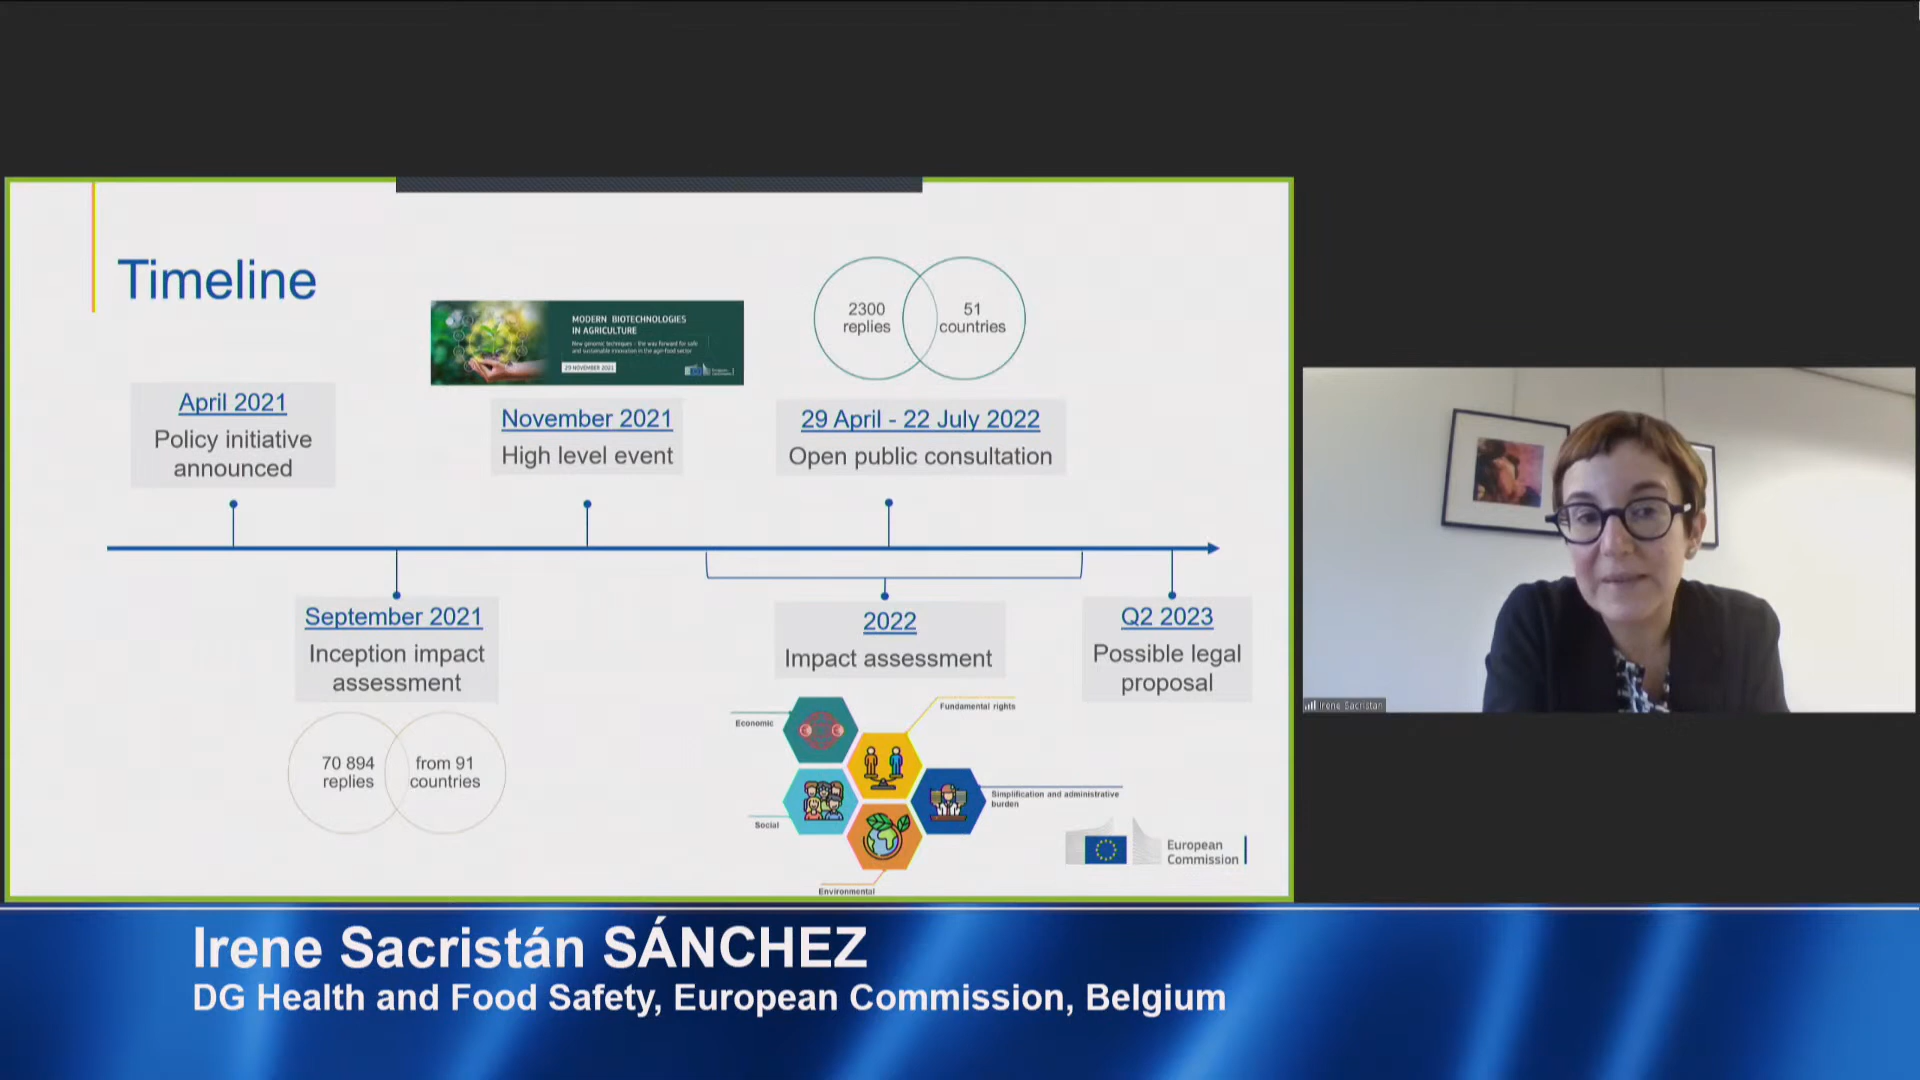 Timeline
MODERN BIOTECHNOLOGIES
IN AGRICULTURE
New genomic techniques – the way forward for safe
and sustainable innovation in the agri-food sector
29 NOVEMBER 2021
European
Commission
2300
replies
51
countries
April 2021
Policy initiative
announced
November 2021
High level event
29 April - 22 July 2022
Open public consultation
September 2021
Inception impact
assessment
2022
Impact assessment
Q2 2023
Possible legal
proposal
70 894
replies
from 91
countries
Economic
Fundamental rights
Social
Simplification and administrative
burden
Environmental
European
Commission
Irene Sacristan
Irene Sacristán SÁNCHEZ
DG Health and Food Safety, European Commission, Belgium